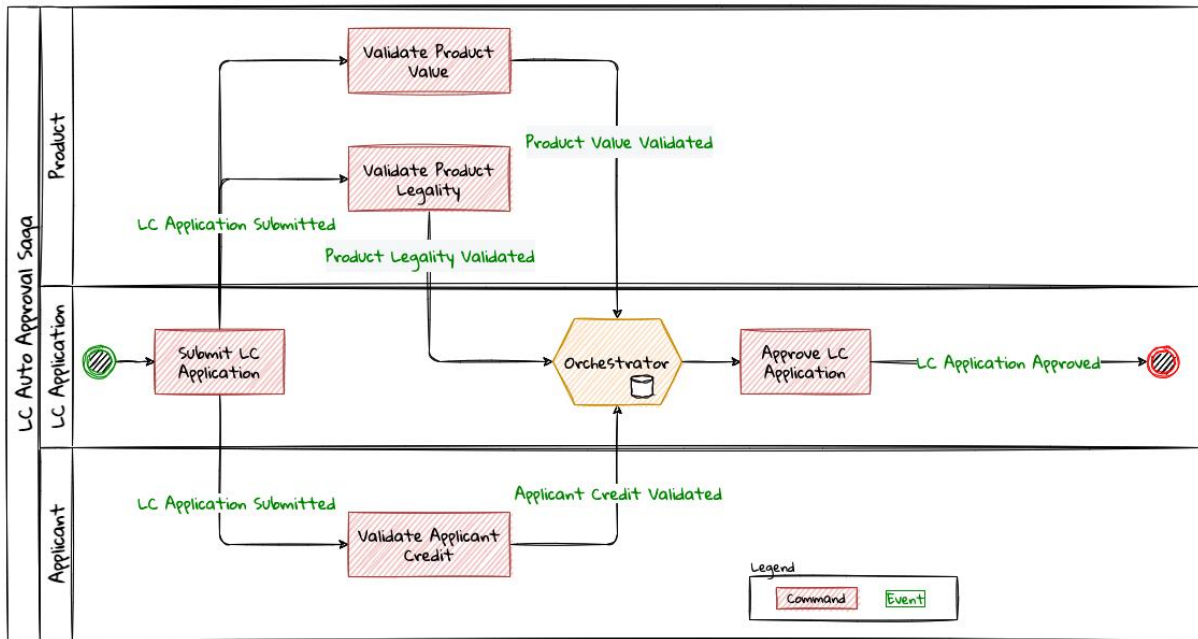 LC Auto Approval Saga
Product
Validate Product
Value
Product Value Validated
Validate Product
Legality
LC Application Submitted
Product Legality Validated
LC Application
Submit LC
Application
Orchestrator
Approve LC
Application
LC Application Approved
Applicant
LC Application Submitted
Applicant Credit Validated
Validate Applicant
Credit
Legend
Command
Event